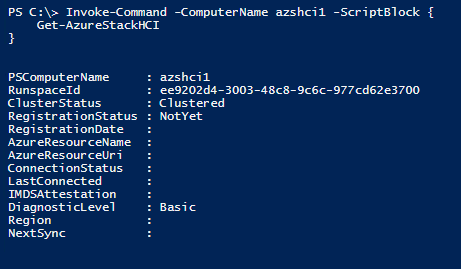 PS C:\> Invoke-Command -ComputerName azshci1 -ScriptBlock {
    Get-AzureStackHCI
}
PSComputerName     : azshci1
RunspaceId         : ee9202d4-3003-48c8-9c6c-977cd62e3700
ClusterStatus      : Clustered
RegistrationStatus : NotYet
RegistrationDate   :
AzureResourceName  :
AzureResourceUri   :
ConnectionStatus   :
LastConnected      :
IMDSAttestation    :
DiagnosticLevel    : Basic
Region             :
NextSync           :